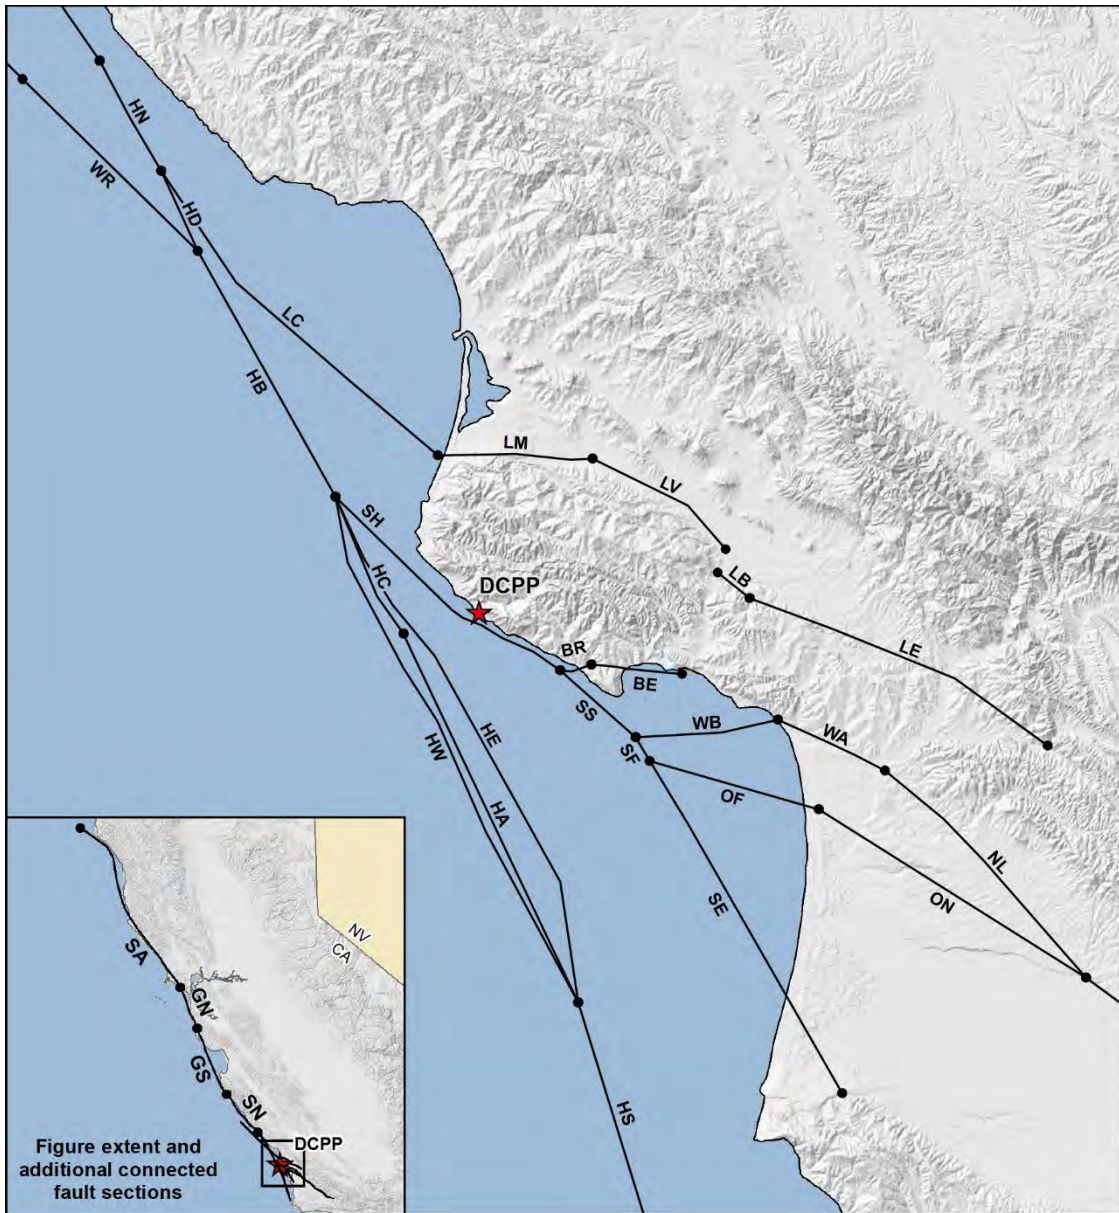 HN
WR
HD
LC
HB
LM
LV
SH
HC
DCPP
LB
LE
BR
BE
SS
WB
WA
SF
HE
HW
OF
HA
NL
ON
SE
HS
NV
CA
SA
GN
GS
SN
DCPP
Figure extent and
additional connected
fault sections